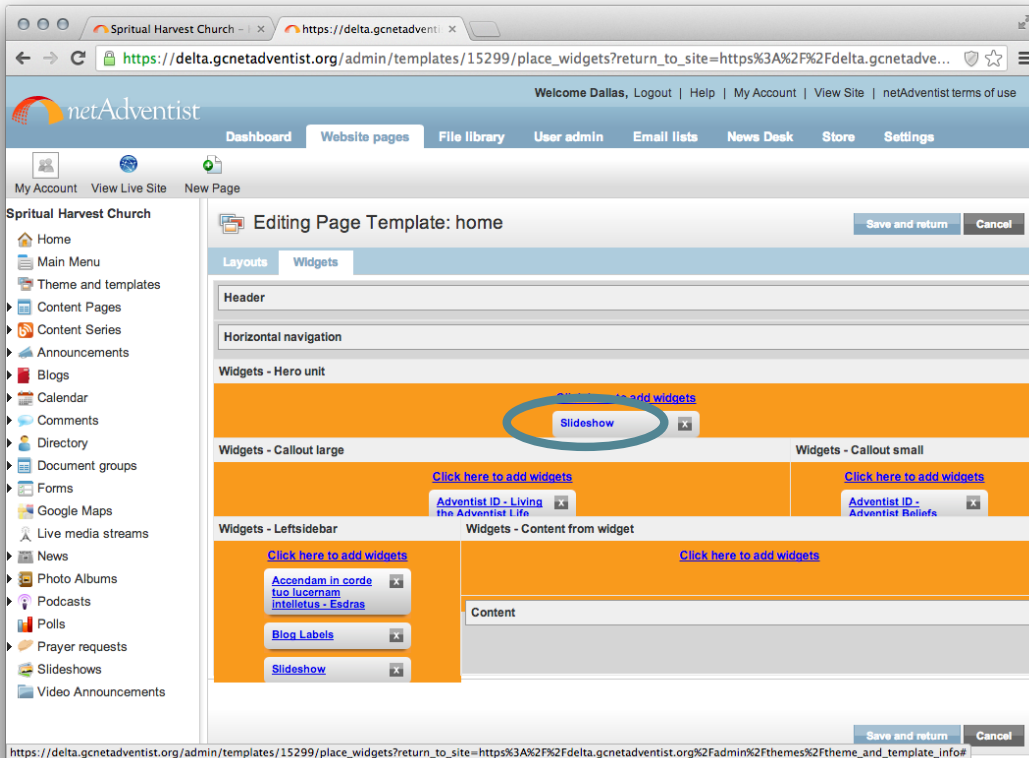 Spritual Harvest Church –
https://delta.gcnetadventi
https://delta.gcnetadventist.org/admin/templates/15299/place_widgets?return_to_site=https%3A%2F%2Fdelta.gcnetadve...
Welcome Dallas, Logout | Help | My Account | View Site | netAdventist terms of use
netAdventist
Dashboard Website pages File library User admin Email lists News Desk Store Settings
My Account View Live Site New Page
Spritual Harvest Church
Home
Main Menu
Theme and templates
Content Pages
Content Series
Announcements
Blogs
Calendar
Comments
Directory
Document groups
Forms
Google Maps
Live media streams
News
Photo Albums
Podcasts
Polls
Prayer requests
Slideshows
Video Announcements
Editing Page Template: home
Save and return Cancel
Layouts Widgets
Header
Horizontal navigation
Widgets - Hero unit
Click here to add widgets
Slideshow x
Widgets - Callout large
Click here to add widgets
Adventist ID - Living x
the Adventist Life
Widgets - Callout small
Click here to add widgets
Adventist ID - x
Adventist Beliefs
Widgets - Leftsidebar
Click here to add widgets
Accendam in corde x
tuo lucernam
intelletus - Esdras
Blog Labels x
Slideshow x
Widgets - Content from widget
Click here to add widgets
Content
Save and return Cancel
https://delta.gcnetadventist.org/admin/templates/15299/place_widgets?return_to_site=https%3A%2F%2Fdelta.gcnetadventist.org%2Fadmin%2Fthemes%2Ftheme_and_template_info#